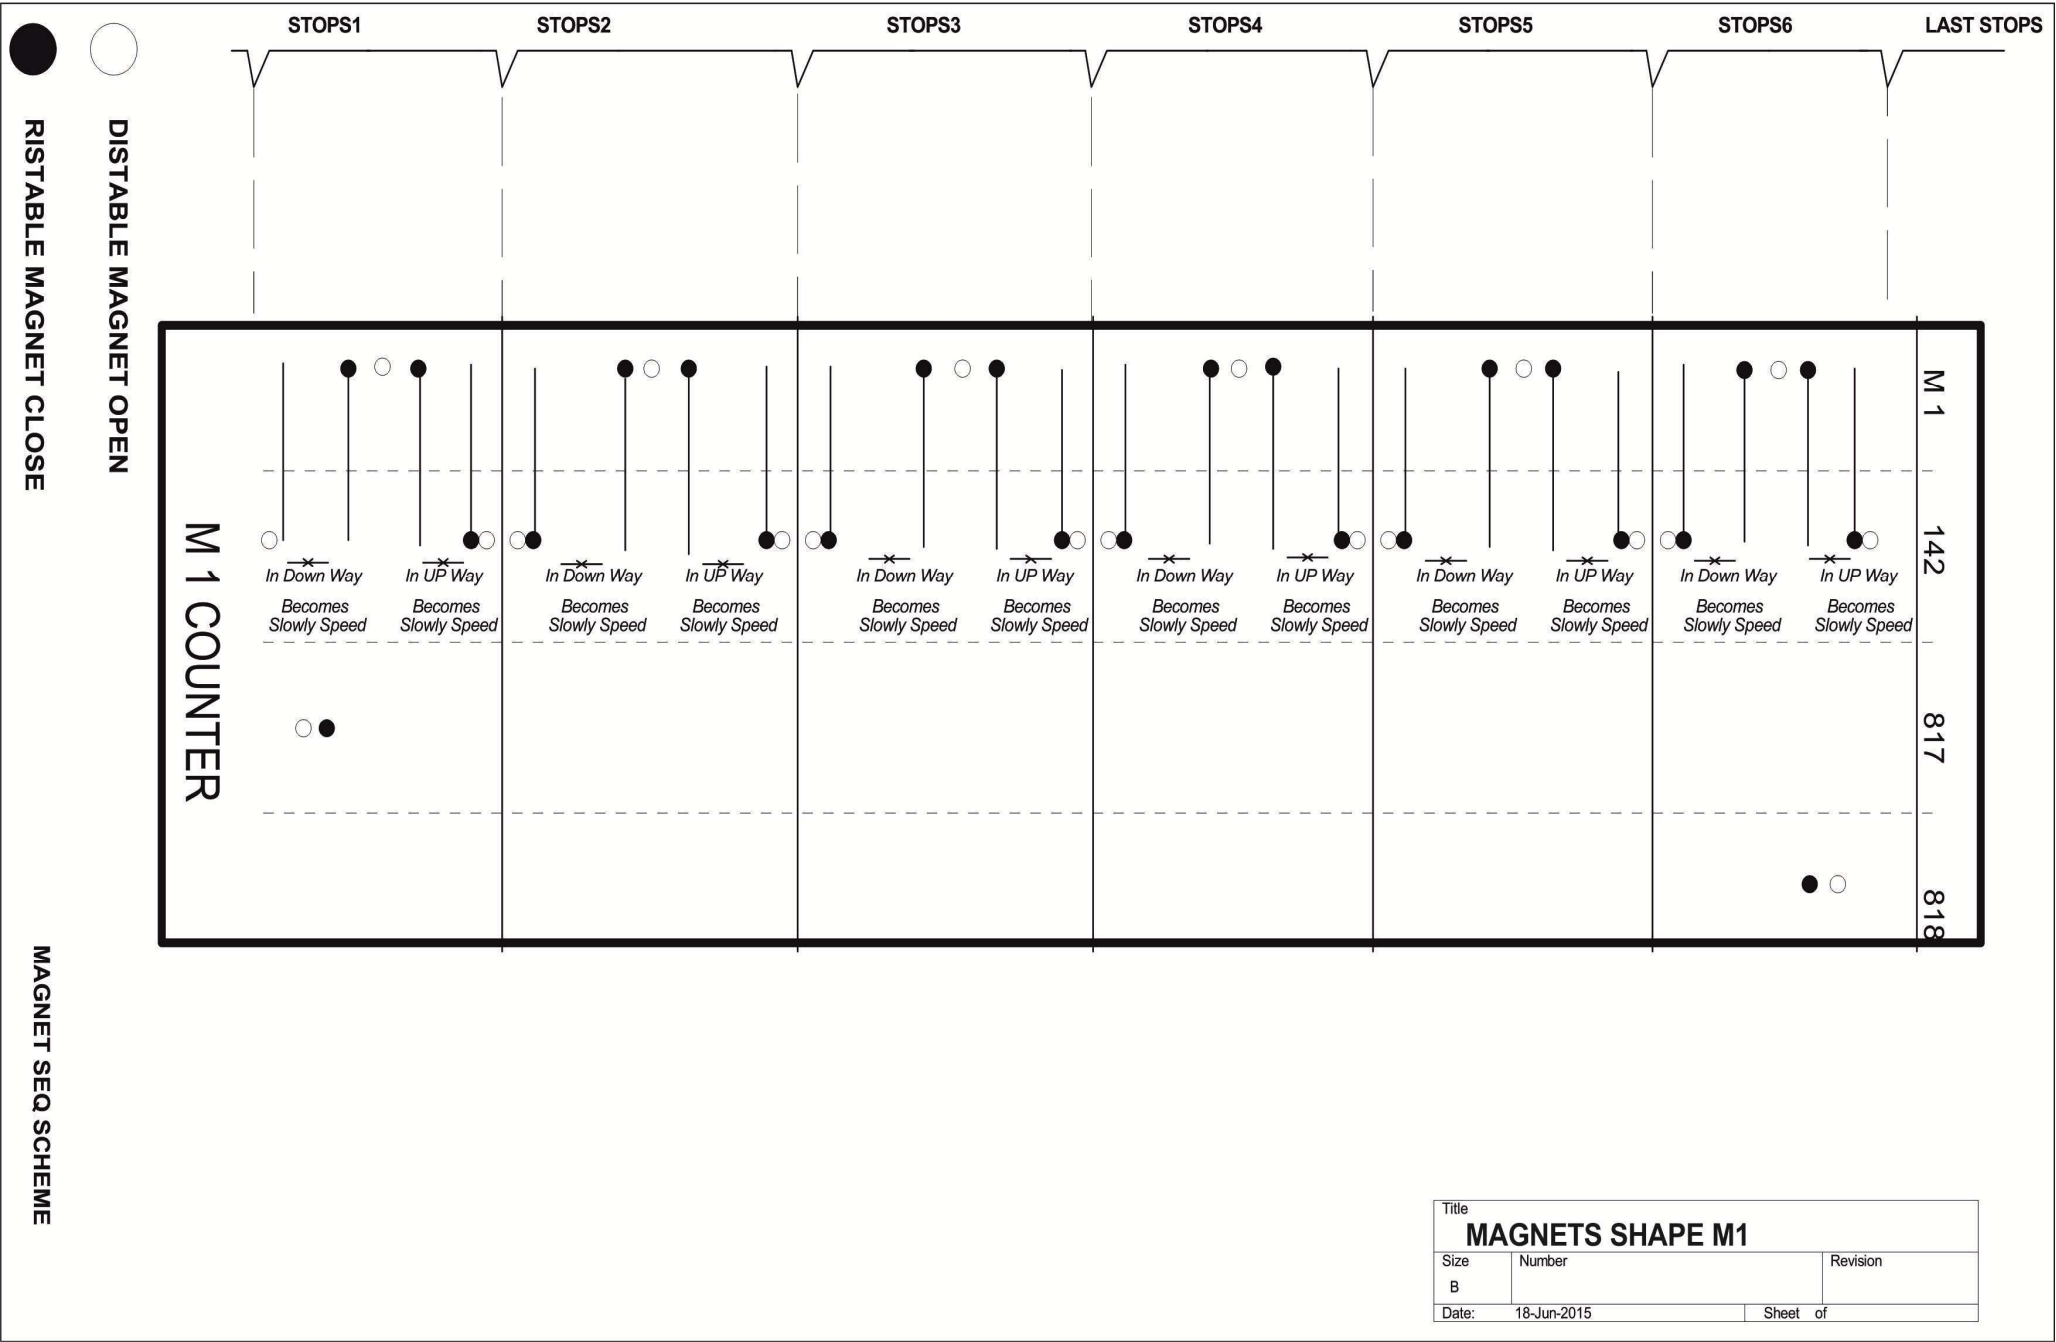 STOPS1 STOPS2 STOPS3 STOPS4 STOPS5 STOPS6 LAST STOPS
RISTABLE MAGNET CLOSE
DISTABLE MAGNET OPEN
MAGNET SEQ SCHEME
M 1 COUNTER
M 1
142
817
818
In Down Way In UP Way In Down Way In UP Way In Down Way In UP Way In Down Way In UP Way In Down Way In UP Way In Down Way In UP Way
Becomes Becomes Becomes Becomes Becomes Becomes Becomes Becomes Becomes Becomes Becomes Becomes
Slowly Speed Slowly Speed Slowly Speed Slowly Speed Slowly Speed Slowly Speed Slowly Speed Slowly Speed Slowly Speed Slowly Speed Slowly Speed Slowly Speed
Title
MAGNETS SHAPE M1
Size Number Revision
B
Date: 18-Jun-2015 Sheet of